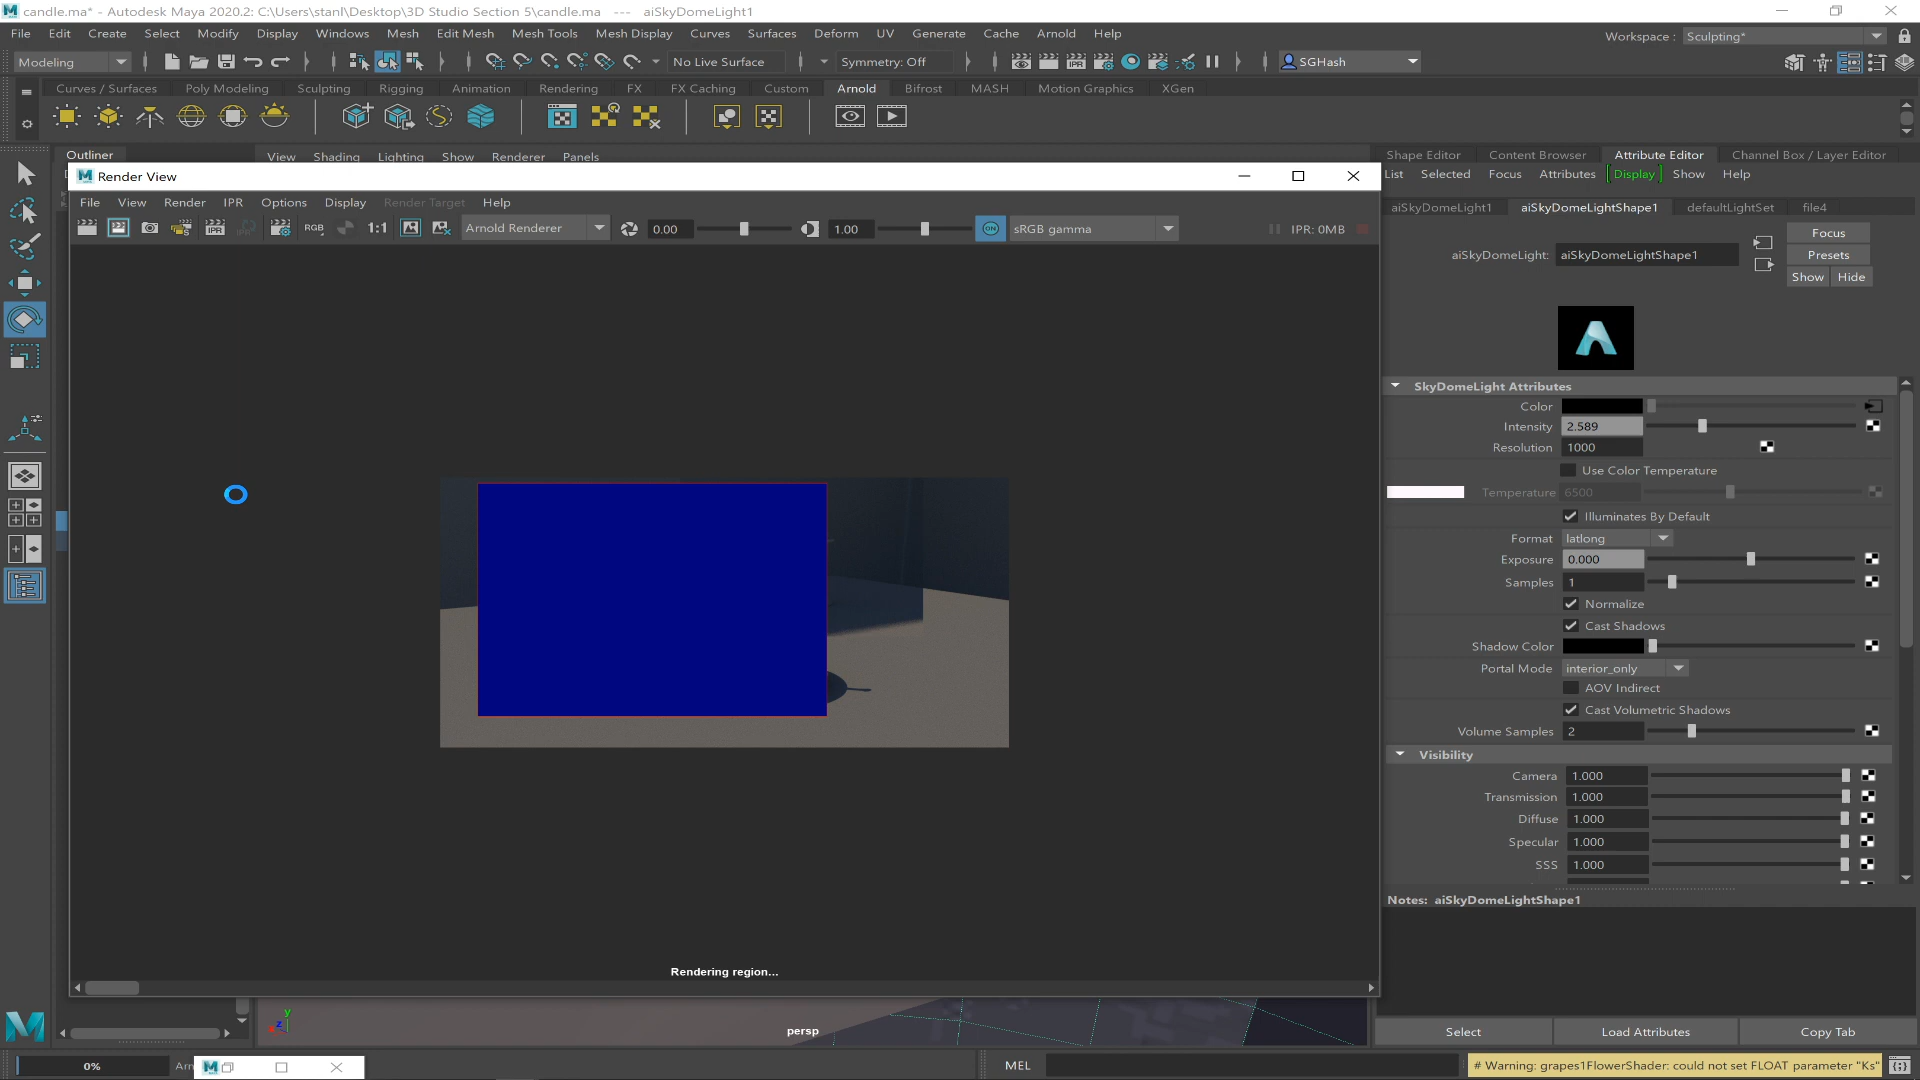 candle.ma* - Autodesk Maya 2020.2: C:\Users\stanl\Desktop\3D Studio Section 5\candle.ma --- aiSkyDomeLight1
File Edit Create Select Modify Display Windows Mesh Edit Mesh Mesh Tools Mesh Display Curves Surfaces Deform UV Generate Cache Arnold Help
Workspace : Sculpting*
Modeling No Live Surface Symmetry: Off SGHash
Curves / Surfaces Poly Modeling Sculpting Rigging Animation Rendering FX FX Caching Custom Arnold Bifrost MASH Motion Graphics XGen
Outliner
View Shading Lighting Show Renderer Panels
Shape Editor Content Browser Attribute Editor Channel Box / Layer Editor
Render View
List Selected Focus Attributes Display Show Help
File View Render IPR Options Display Render Target Help
aiSkyDomeLight1 aiSkyDomeLightShape1 defaultLightSet file4
RGB 1:1 Arnold Renderer 0.00 1.00 ON sRGB gamma IPR: 0MB
aiSkyDomeLight: aiSkyDomeLightShape1
Focus
Presets
Show Hide
SkyDomeLight Attributes
Color
Intensity 2.589
Resolution 1000
Use Color Temperature
Temperature 6500
Illuminates By Default
Format latlong
Exposure 0.000
Samples 1
Normalize
Cast Shadows
Shadow Color
Portal Mode interior_only
AOV Indirect
Cast Volumetric Shadows
Volume Samples 2
Visibility
Camera 1.000
Transmission 1.000
Diffuse 1.000
Specular 1.000
SSS 1.000
Notes: aiSkyDomeLightShape1
Rendering region...
y
z
persp
Select Load Attributes Copy Tab
0% MEL # Warning: grapes1FlowerShader: could not set FLOAT parameter "Ks"